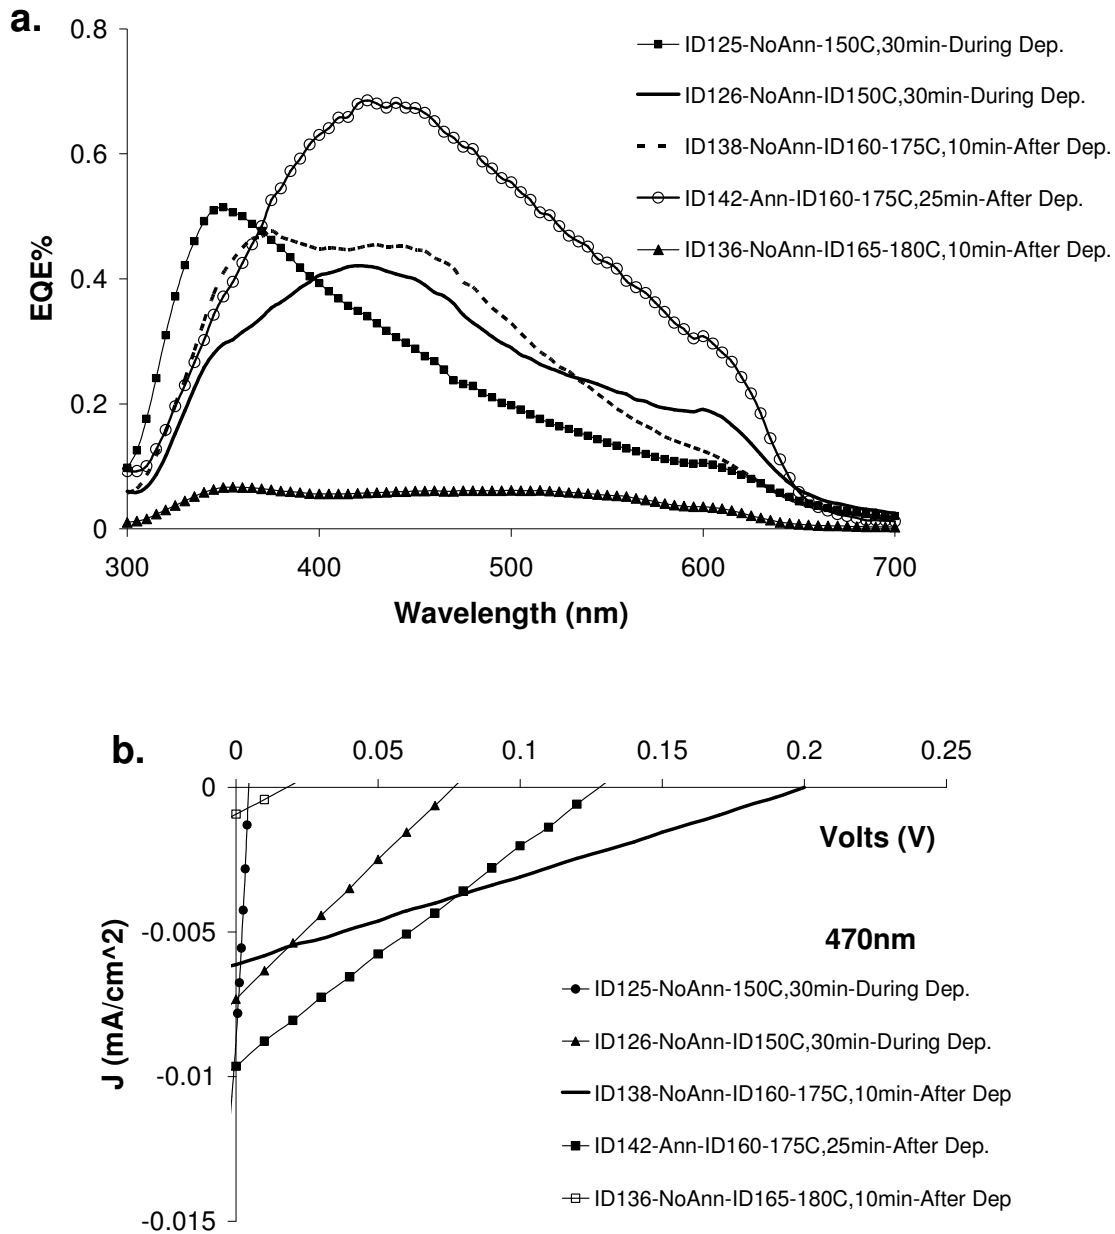 a.
0.8
0.6
0.4
0.2
0
EQE%
300 400 500 600 700
Wavelength (nm)
ID125-NoAnn-150C,30min-During Dep.
ID126-NoAnn-ID150C,30min-During Dep.
ID138-NoAnn-ID160-175C,10min-After Dep.
ID142-Ann-ID160-175C,25min-After Dep.
ID136-NoAnn-ID165-180C,10min-After Dep.
b.
0 0.05 0.1 0.15 0.2 0.25
0
-0.005
-0.01
-0.015
J (mA/cm^2)
Volts (V)
470nm
ID125-NoAnn-150C,30min-During Dep.
ID126-NoAnn-ID150C,30min-During Dep.
ID138-NoAnn-ID160-175C,10min-After Dep
ID142-Ann-ID160-175C,25min-After Dep.
ID136-NoAnn-ID165-180C,10min-After Dep